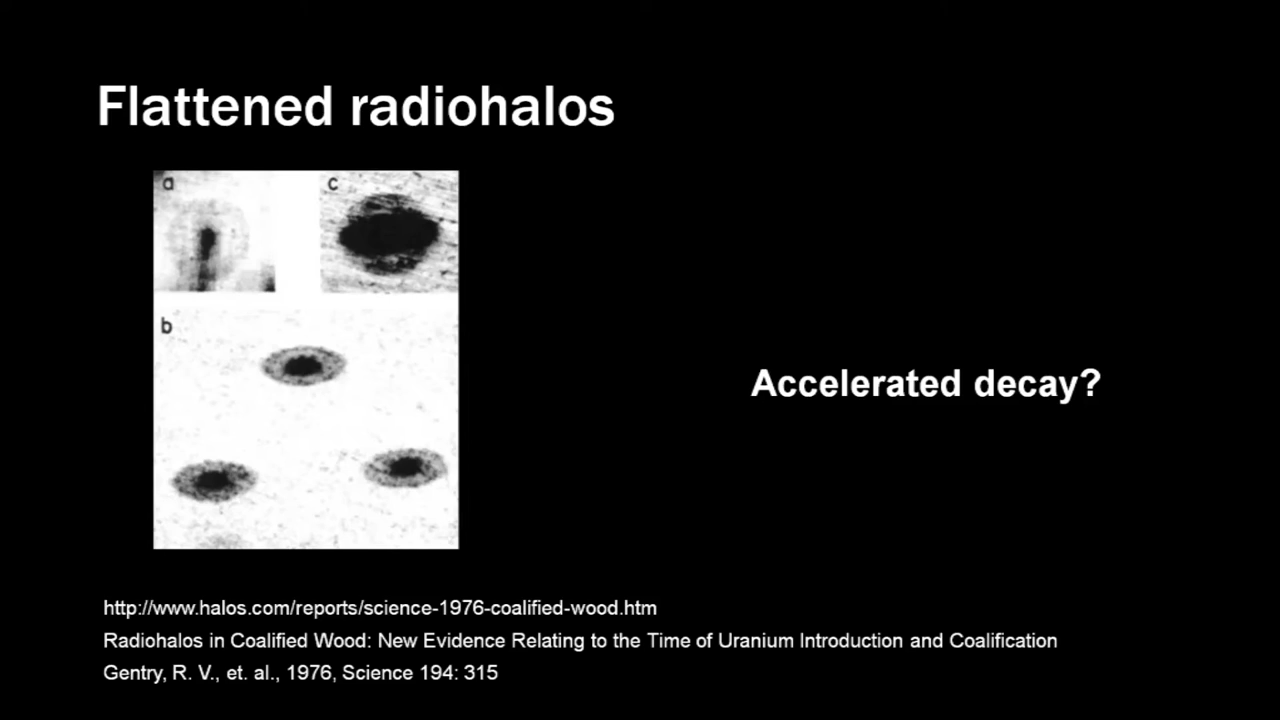 Flattened radiohalos
a
c
b
Accelerated decay?
http://www.halos.com/reports/science-1976-coalified-wood.htm
Radiohalos in Coalified Wood: New Evidence Relating to the Time of Uranium Introduction and Coalification
Gentry, R. V., et. al., 1976, Science 194: 315